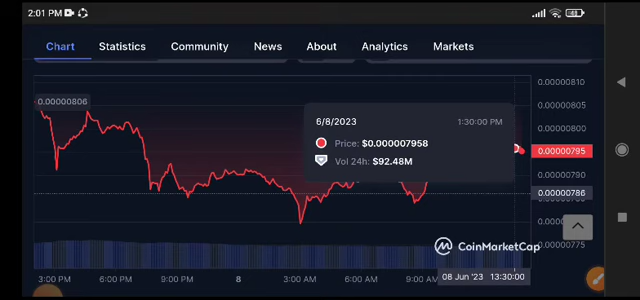 2:01 PM
Chart Statistics Community News About Analytics Markets
0.00000810
0.00000806
0.00000805
6/8/2023 1:30:00 PM
0.00000800
Price: $0.000007958
0.00000795
Vol 24h: $92.48M
0.00000790
0.00000786
CoinMarketCap
0.00000775
3:00 PM 6:00 PM 9:00 PM 8 3:00 AM 6:00 AM 9:00 AM 08 Jun '23 13:30:00